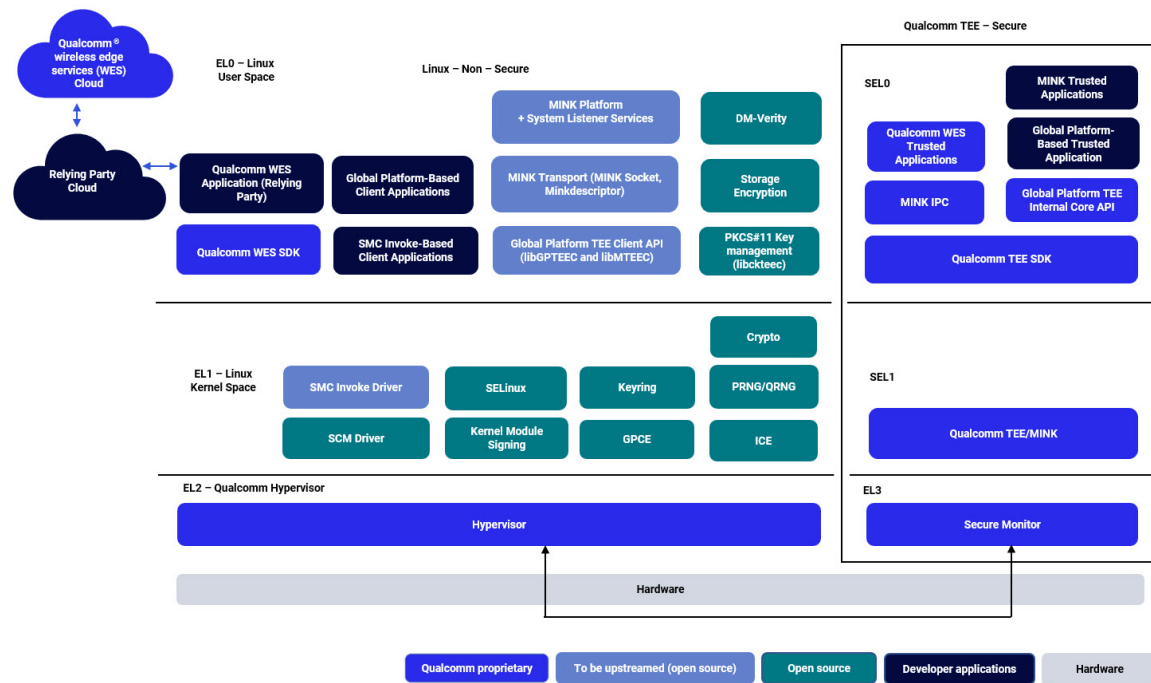 Qualcomm TEE – Secure
Qualcomm®
wireless edge
services (WES)
Cloud
EL0 – Linux
User Space
Linux – Non – Secure
SEL0
MINK Platform
+ System Listener Services
DM-Verity
MINK Trusted
Applications
Relying Party
Cloud
Qualcomm WES
Application (Relying
Party)
Global Platform-Based
Client Applications
MINK Transport (MINK Socket,
Minkdescriptor)
Storage
Encryption
Qualcomm WES
Trusted
Applications
Global Platform-
Based Trusted
Application
MINK IPC
Global Platform TEE
Internal Core API
Qualcomm WES SDK
SMC Invoke-Based
Client Applications
Global Platform TEE Client API
(libGPTEEC and libMTEEC)
PKCS#11 Key
management
(libckteec)
Qualcomm TEE SDK
EL1 – Linux
Kernel Space
Crypto
SEL1
SMC Invoke Driver
SELinux
Keyring
PRNG/QRNG
SCM Driver
Kernel Module
Signing
GPCE
ICE
Qualcomm TEE/MINK
EL2 – Qualcomm Hypervisor
EL3
Hypervisor
Secure Monitor
Hardware
Qualcomm proprietary
To be upstreamed (open source)
Open source
Developer applications
Hardware